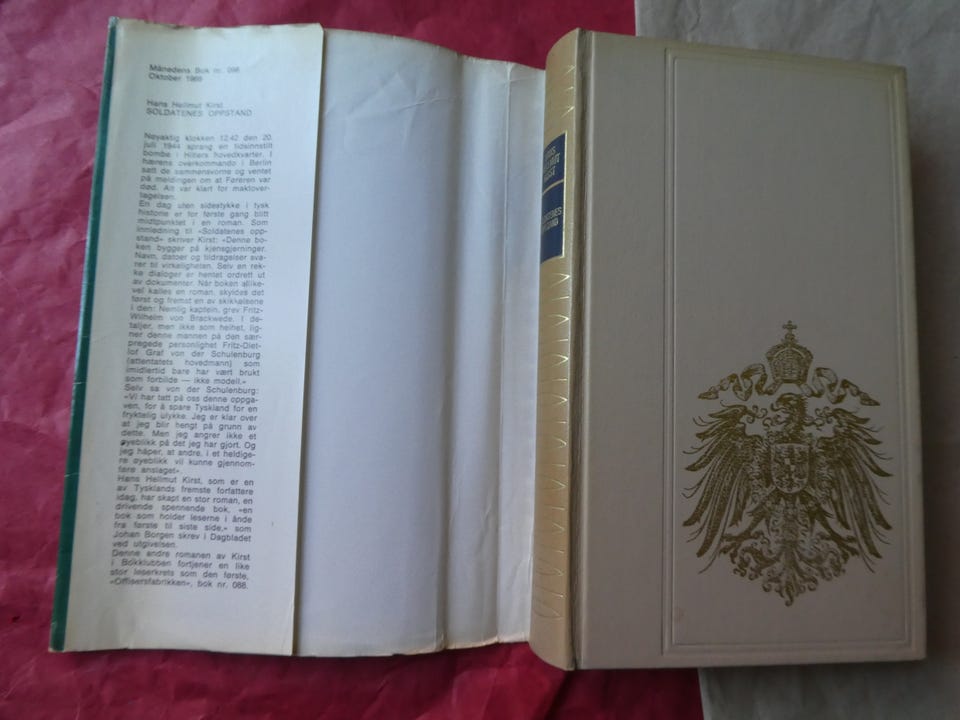 Månedens Bok nr. 098
Oktober 1969
Hans Hellmut Kirst
SOLDATENES OPPSTAND
Nøyaktig klokken 12.42 den 20.
juli 1944 sprang en tidsinnstilt
bombe i Hitlers hovedkvarter. I
hærens overkommando i Berlin
satt de sammensvorne og ventet
på meldingen om at Føreren var
død. Alt var klart for maktover-
tagelsen.
En dag uten sidestykke i tysk
historie er for første gang blitt
midtpunktet i en roman. Som
innledning til «Soldatenes opp-
stand» skriver Kirst: «Denne bo-
ken bygger på kjensgjerninger.
Navn, datoer og tildragelser sva-
rer til virkeligheten. Selv en rek-
ke dialoger er hentet ordrett ut
av dokumenter. Når boken allike-
vel kalles en roman, skyldes det
først og fremst en av skikkelsene
i den: Nemlig kaptein, grev Fritz-
Wilhelm von Brackwede. I de-
taljer, men ikke som helhet, lig-
ner denne mannen på den sær-
pregede personlighet Fritz-Diet-
lof Graf von der Schulenburg
(attentatets hovedmann) som
imidlertid bare har vært brukt
som forbilde — ikke modell.»
Selv sa von der Schulenburg:
«Vi har tatt på oss denne oppga-
ven, for å spare Tyskland for en
fryktelig ulykke. Jeg er klar over
at jeg blir hengt på grunn av
dette. Men jeg angrer ikke et
øyeblikk på det jeg har gjort. Og
jeg håper, at andre, i et heldige-
re øyeblikk vil kunne gjennom-
føre anslaget».
Hans Hellmut Kirst, som er en
av Tysklands fremste forfattere
idag, har skapt en stor roman, en
drivende spennende bok, «en
bok som holder leserne i ånde
fra første til siste side,» som
Johan Borgen skrev i Dagbladet
ved utgivelsen.
Denne andre romanen av Kirst
i Bokklubben fortjener en like
stor leserkrets som den første,
«Offisersfabrikken», bok nr. 086.